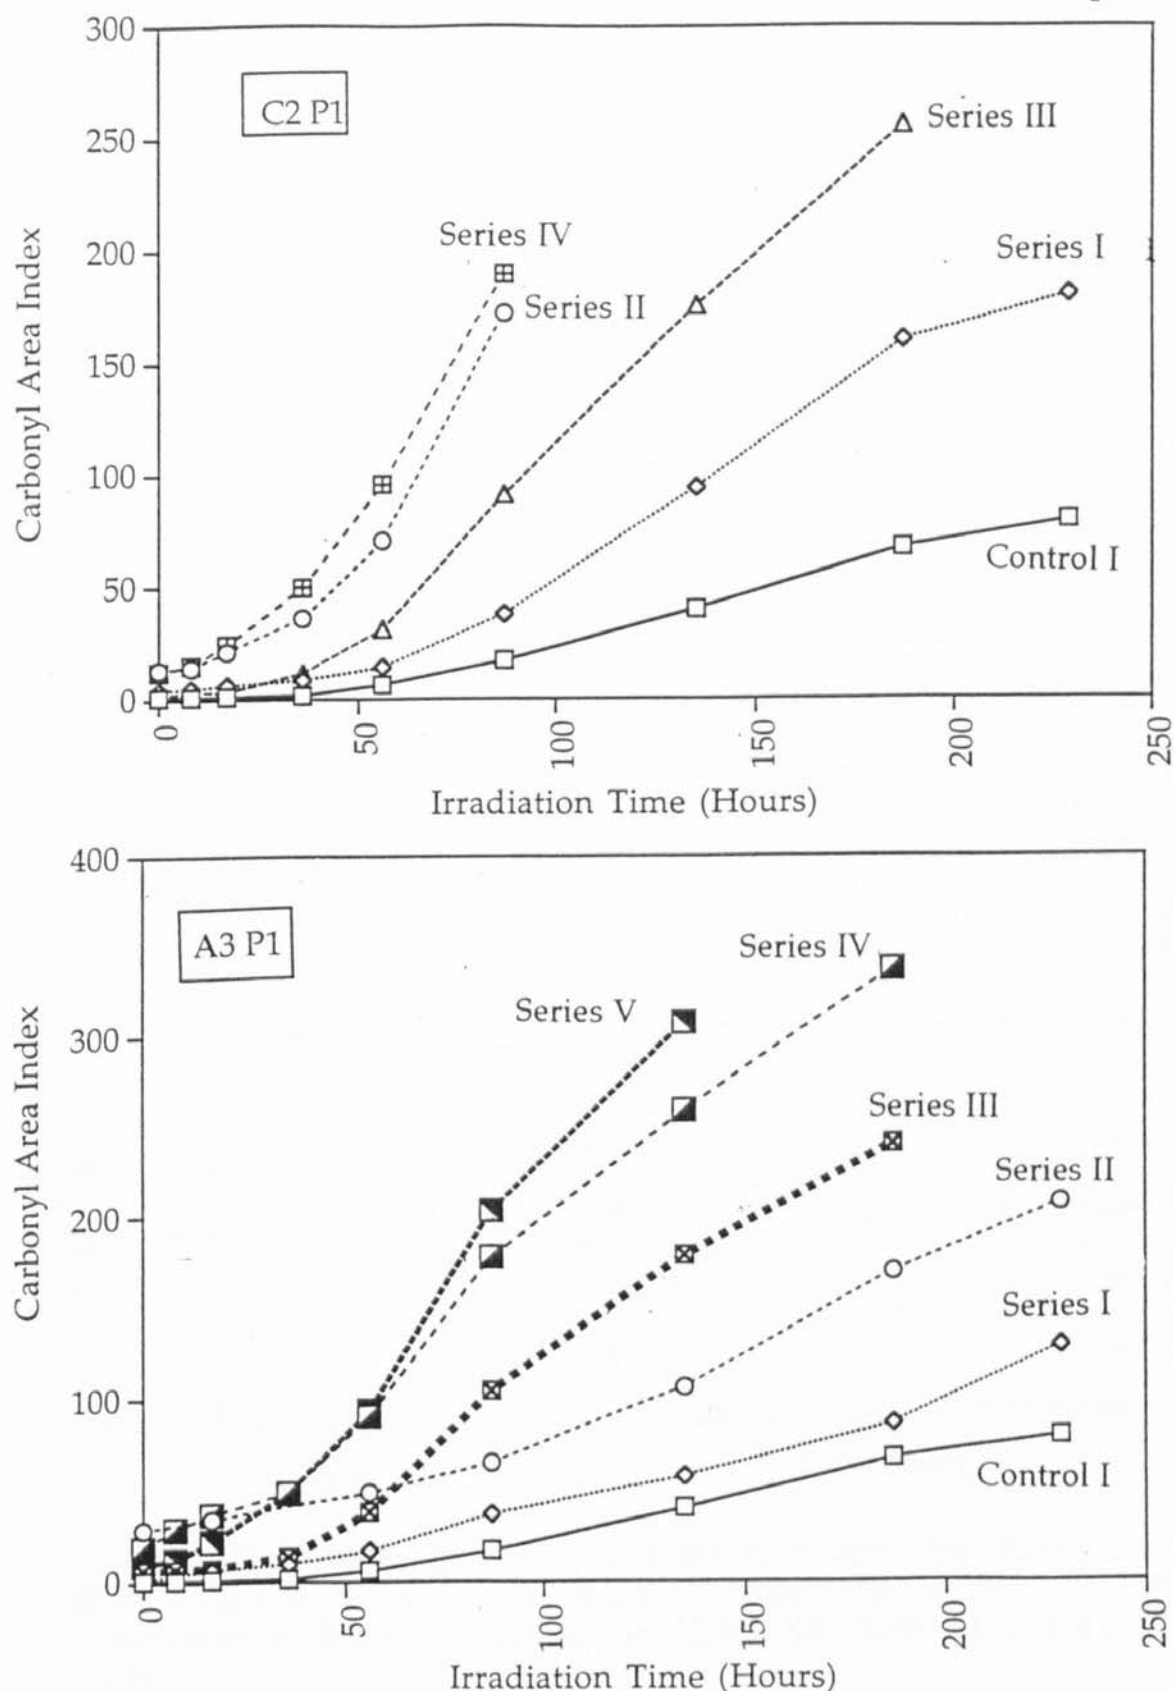 300
C2 P1
Series III
250
Series IV
Series I
200
Series II
150
100
Control I
50
0
0 50 100 150 200 250
Carbonyl Area Index
Irradiation Time (Hours)
400
A3 P1
Series IV
Series V
300
Series III
Series II
200
Series I
100
Control I
0
0 50 100 150 200 250
Carbonyl Area Index
Irradiation Time (Hours)